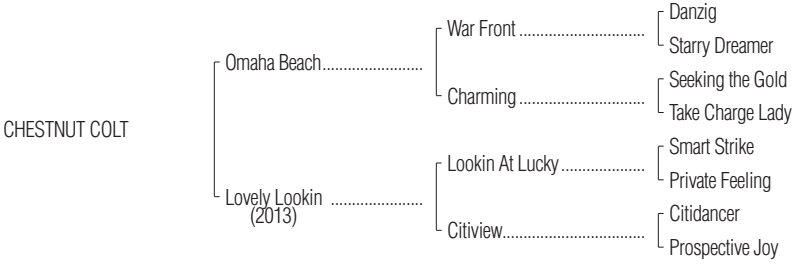 Danzig
War Front ..............................
Starry Dreamer
Omaha Beach........................
Seeking the Gold
Charming ..............................
Take Charge Lady
CHESTNUT COLT
Smart Strike
Lookin At Lucky ....................
Private Feeling
Lovely Lookin ......................
(2013)
Citidancer
Citiview..................................
Prospective Joy